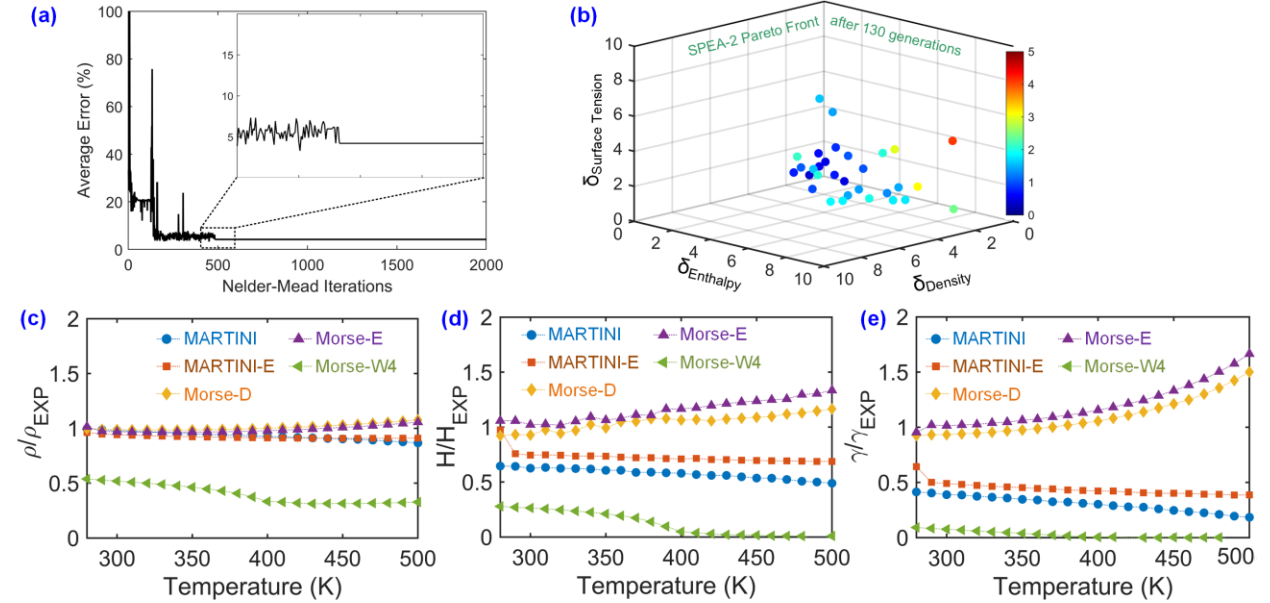 (a)
100
80
60
40
20
0
Average Error (%)
15
10
5
0
500
1000
1500
2000
Nelder-Mead Iterations
(b)
SPEA-2 Pareto Front after 130 generations
10
8
6
4
2
0
δSurface Tension
0
2
4
6
8
10
δEnthalpy
10
8
6
4
2
0
δDensity
5
4
3
2
1
0
(c)
2
1.5
1
0.5
0
ρ/ρEXP
MARTINI
Morse-E
MARTINI-E
Morse-W4
Morse-D
300 350 400 450 500
Temperature (K)
(d)
2
1.5
1
0.5
0
H/HEXP
MARTINI
Morse-E
MARTINI-E
Morse-W4
Morse-D
300 350 400 450 500
Temperature (K)
(e)
2
1.5
1
0.5
0
γ/γEXP
MARTINI
Morse-E
MARTINI-E
Morse-W4
Morse-D
300 350 400 450 500
Temperature (K)